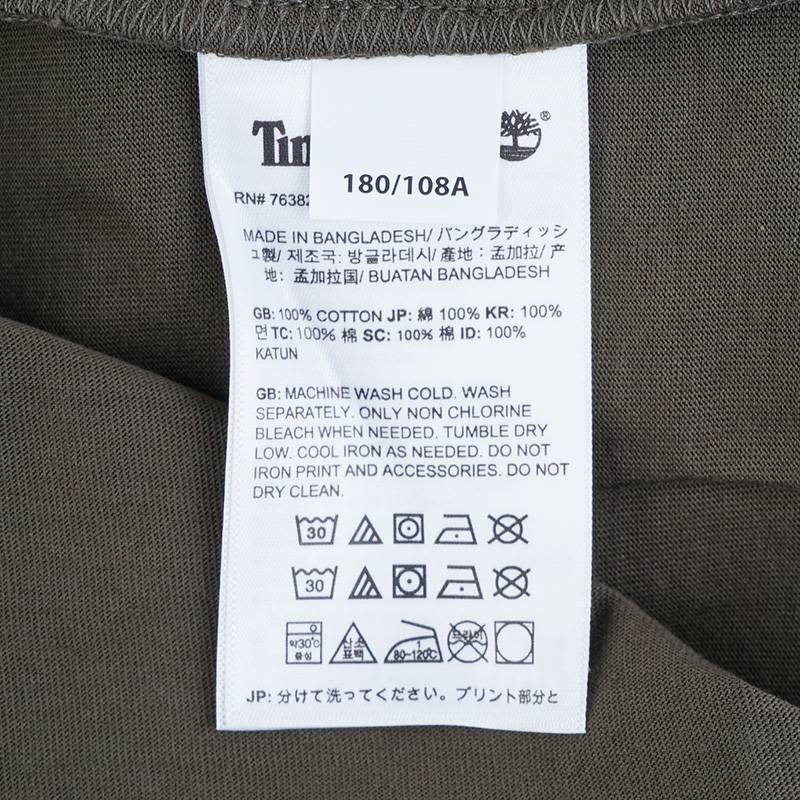 Tim
®
180/108A
RN# 7638
MADE IN BANGLADESH/ バングラディッシ
ュ製/ 제조국: 방글라데시/ 產地：孟加拉/ 产
地：孟加拉国/ BUATAN BANGLADESH
GB: 100% COTTON JP: 綿 100% KR: 100%
면 TC: 100% 棉 SC: 100% 棉 ID: 100%
KATUN
GB: MACHINE WASH COLD. WASH
SEPARATELY. ONLY NON CHLORINE
BLEACH WHEN NEEDED. TUMBLE DRY
LOW. COOL IRON AS NEEDED. DO NOT
IRON PRINT AND ACCESSORIES. DO NOT
DRY CLEAN.
30
30
약30℃ 산소 1 드라이
중성 표백 80-120℃
JP: 分けて洗ってください。プリント部分と